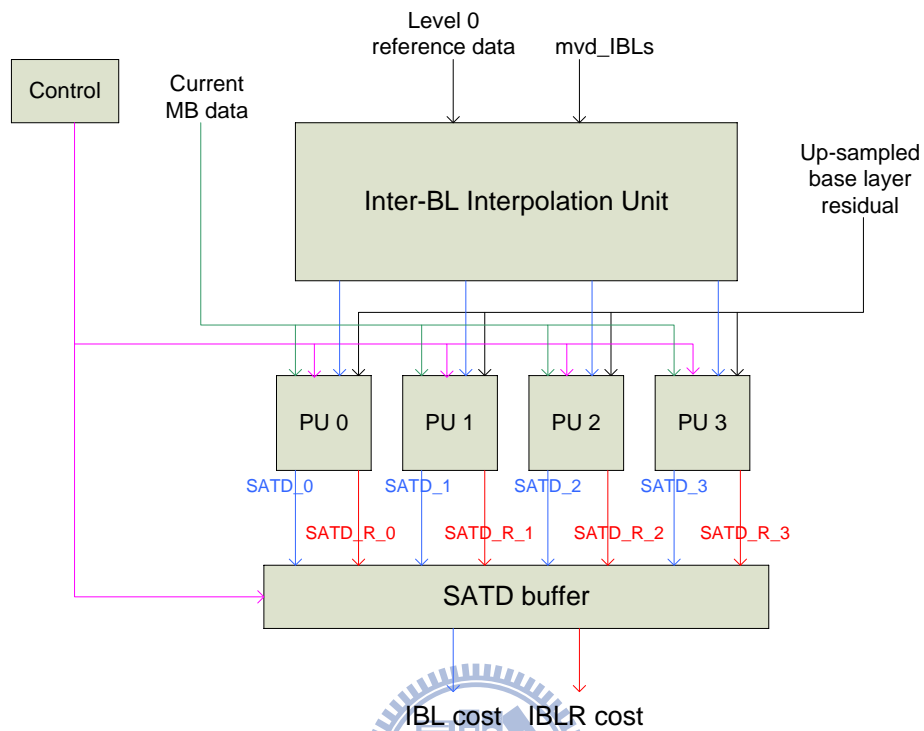 Level 0
reference data
mvd_IBLs
Control
Current
MB data
Up-sampled
base layer
residual
Inter-BL Interpolation Unit
PU 0
PU 1
PU 2
PU 3
SATD_0
SATD_1
SATD_2
SATD_3
SATD_R_0
SATD_R_1
SATD_R_2
SATD_R_3
SATD buffer
IBL cost
IBLR cost